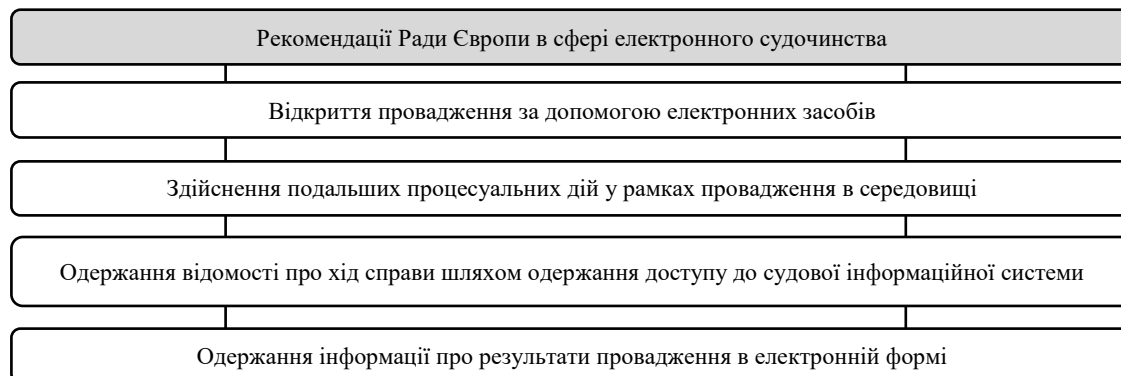 Рекомендації Ради Європи в сфері електронного судочинства
Відкриття провадження за допомогою електронних засобів
Здійснення подальших процесуальних дій у рамках провадження в середовищі
Одержання відомості про хід справи шляхом одержання доступу до судової інформаційної системи
Одержання інформації про результати провадження в електронній формі